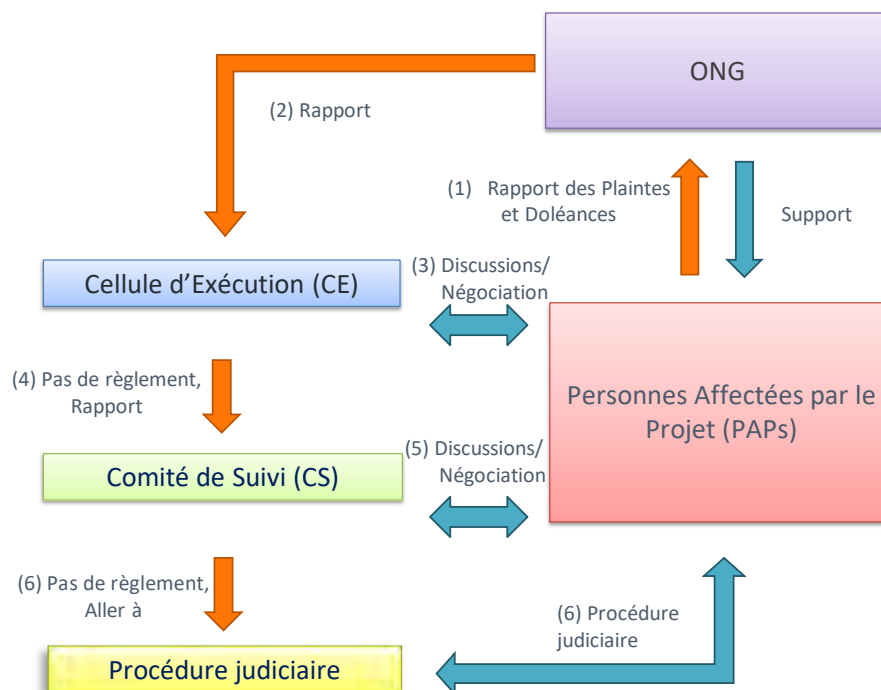 ONG
(2) Rapport
(1) Rapport des Plaintes
et Doléances
Support
Cellule d’Exécution (CE)
(3) Discussions/
Négociation
Personnes Affectées par le
Projet (PAPs)
(4) Pas de règlement,
Rapport
Comité de Suivi (CS)
(5) Discussions/
Négociation
(6) Pas de règlement,
Aller à
(6) Procédure
judiciaire
Procédure judiciaire